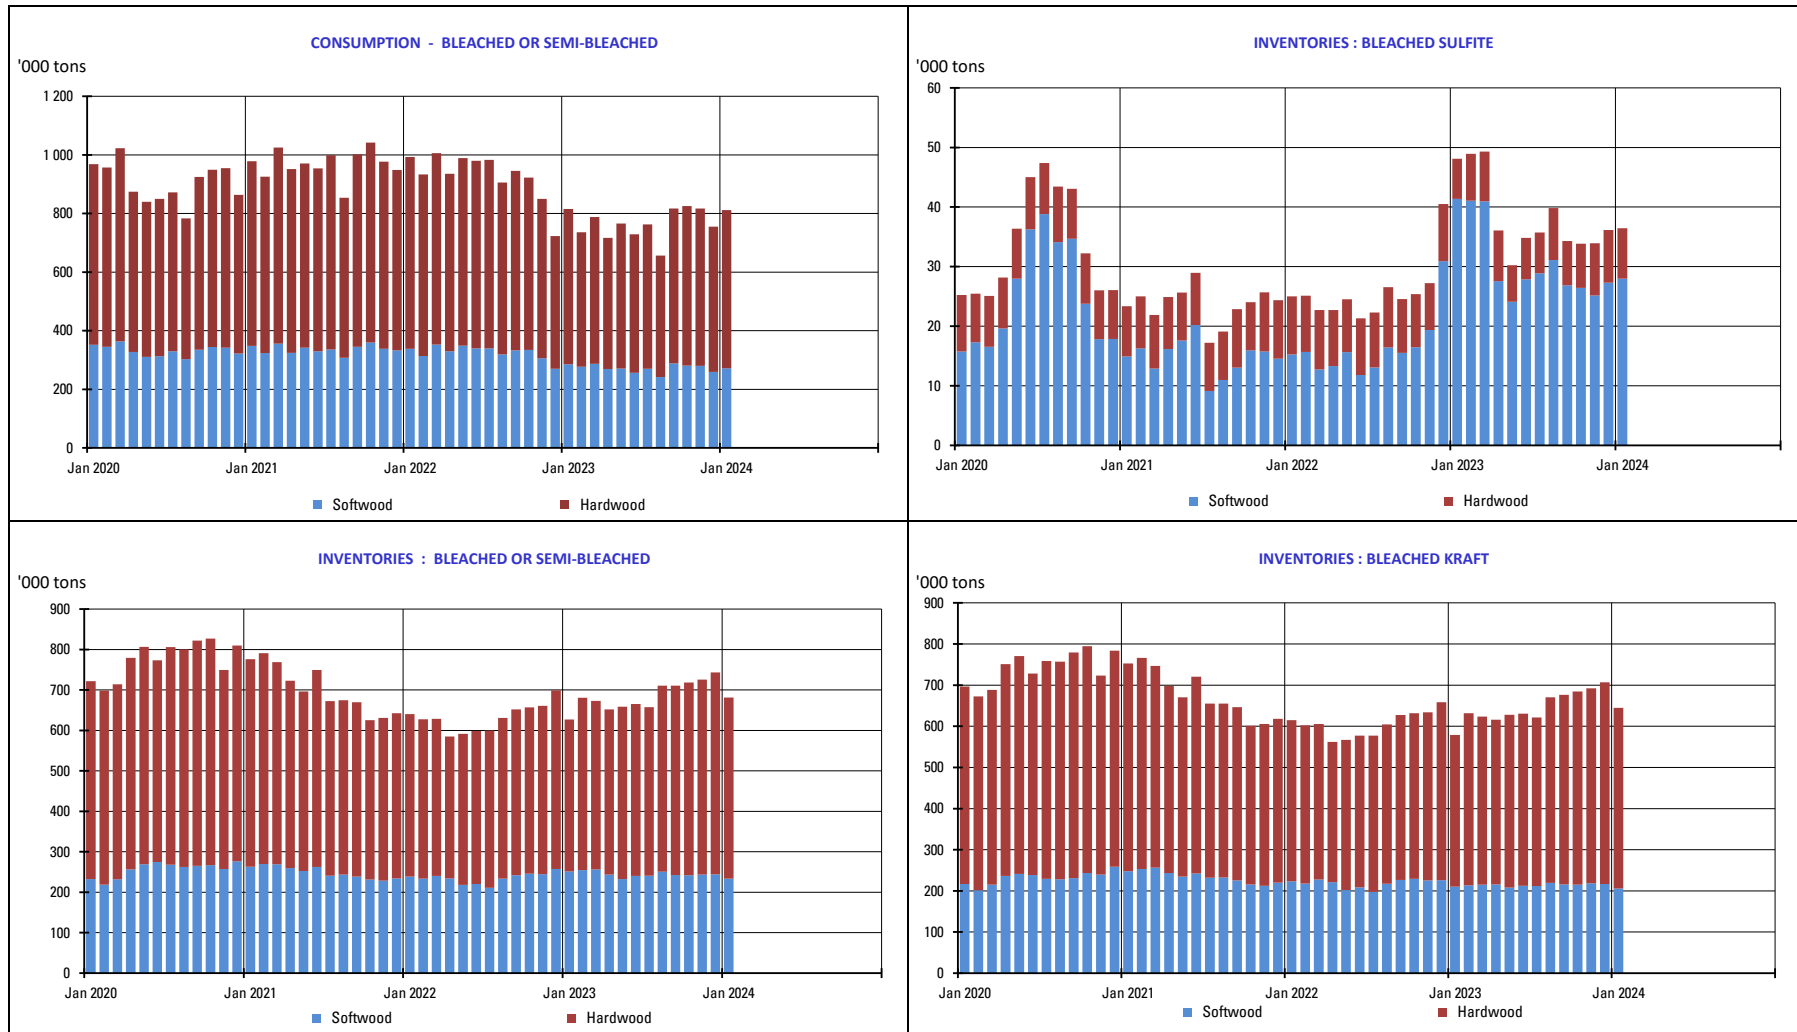 CONSUMPTION - BLEACHED OR SEMI-BLEACHED
'000 tons
1 200
1 000
800
600
400
200
0
Jan 2020 Jan 2021 Jan 2022 Jan 2023 Jan 2024
Softwood Hardwood
INVENTORIES : BLEACHED SULFITE
'000 tons
60
50
40
30
20
10
0
Jan 2020 Jan 2021 Jan 2022 Jan 2023 Jan 2024
Softwood Hardwood
INVENTORIES : BLEACHED OR SEMI-BLEACHED
'000 tons
900
800
700
600
500
400
300
200
100
0
Jan 2020 Jan 2021 Jan 2022 Jan 2023 Jan 2024
Softwood Hardwood
INVENTORIES : BLEACHED KRAFT
'000 tons
900
800
700
600
500
400
300
200
100
0
Jan 2020 Jan 2021 Jan 2022 Jan 2023 Jan 2024
Softwood Hardwood